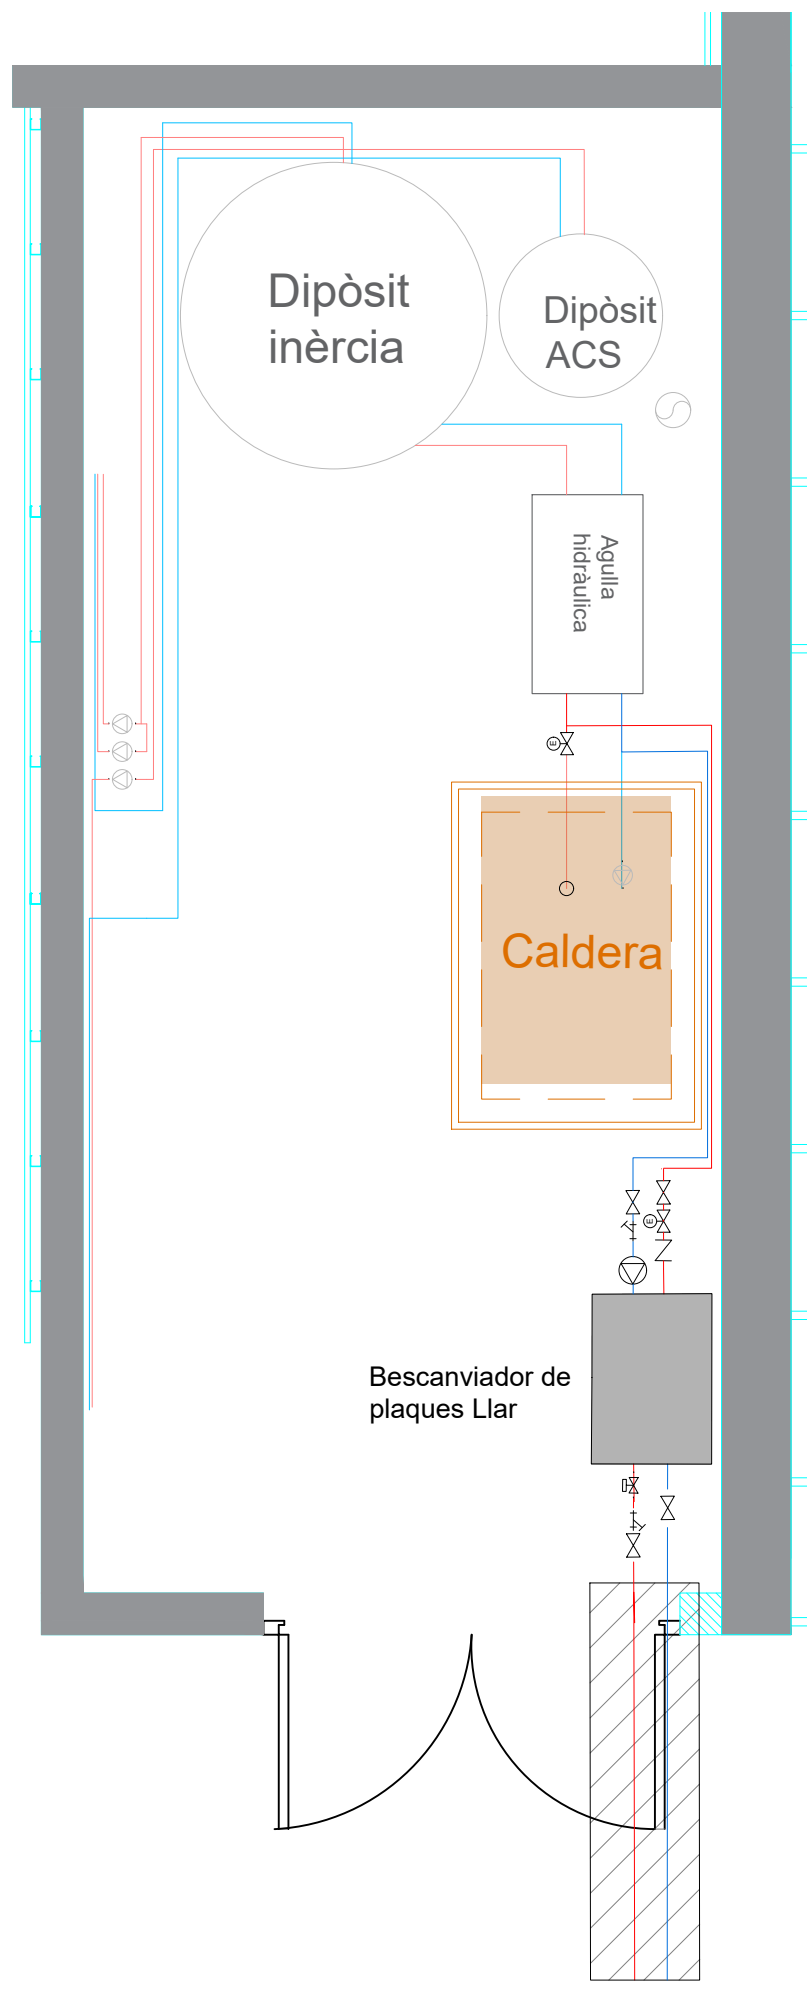 Dipòsit
inèrcia
Dipòsit
ACS
Agulla
hidràulica
E
Caldera
E
Bescanviador de
plaques Llar